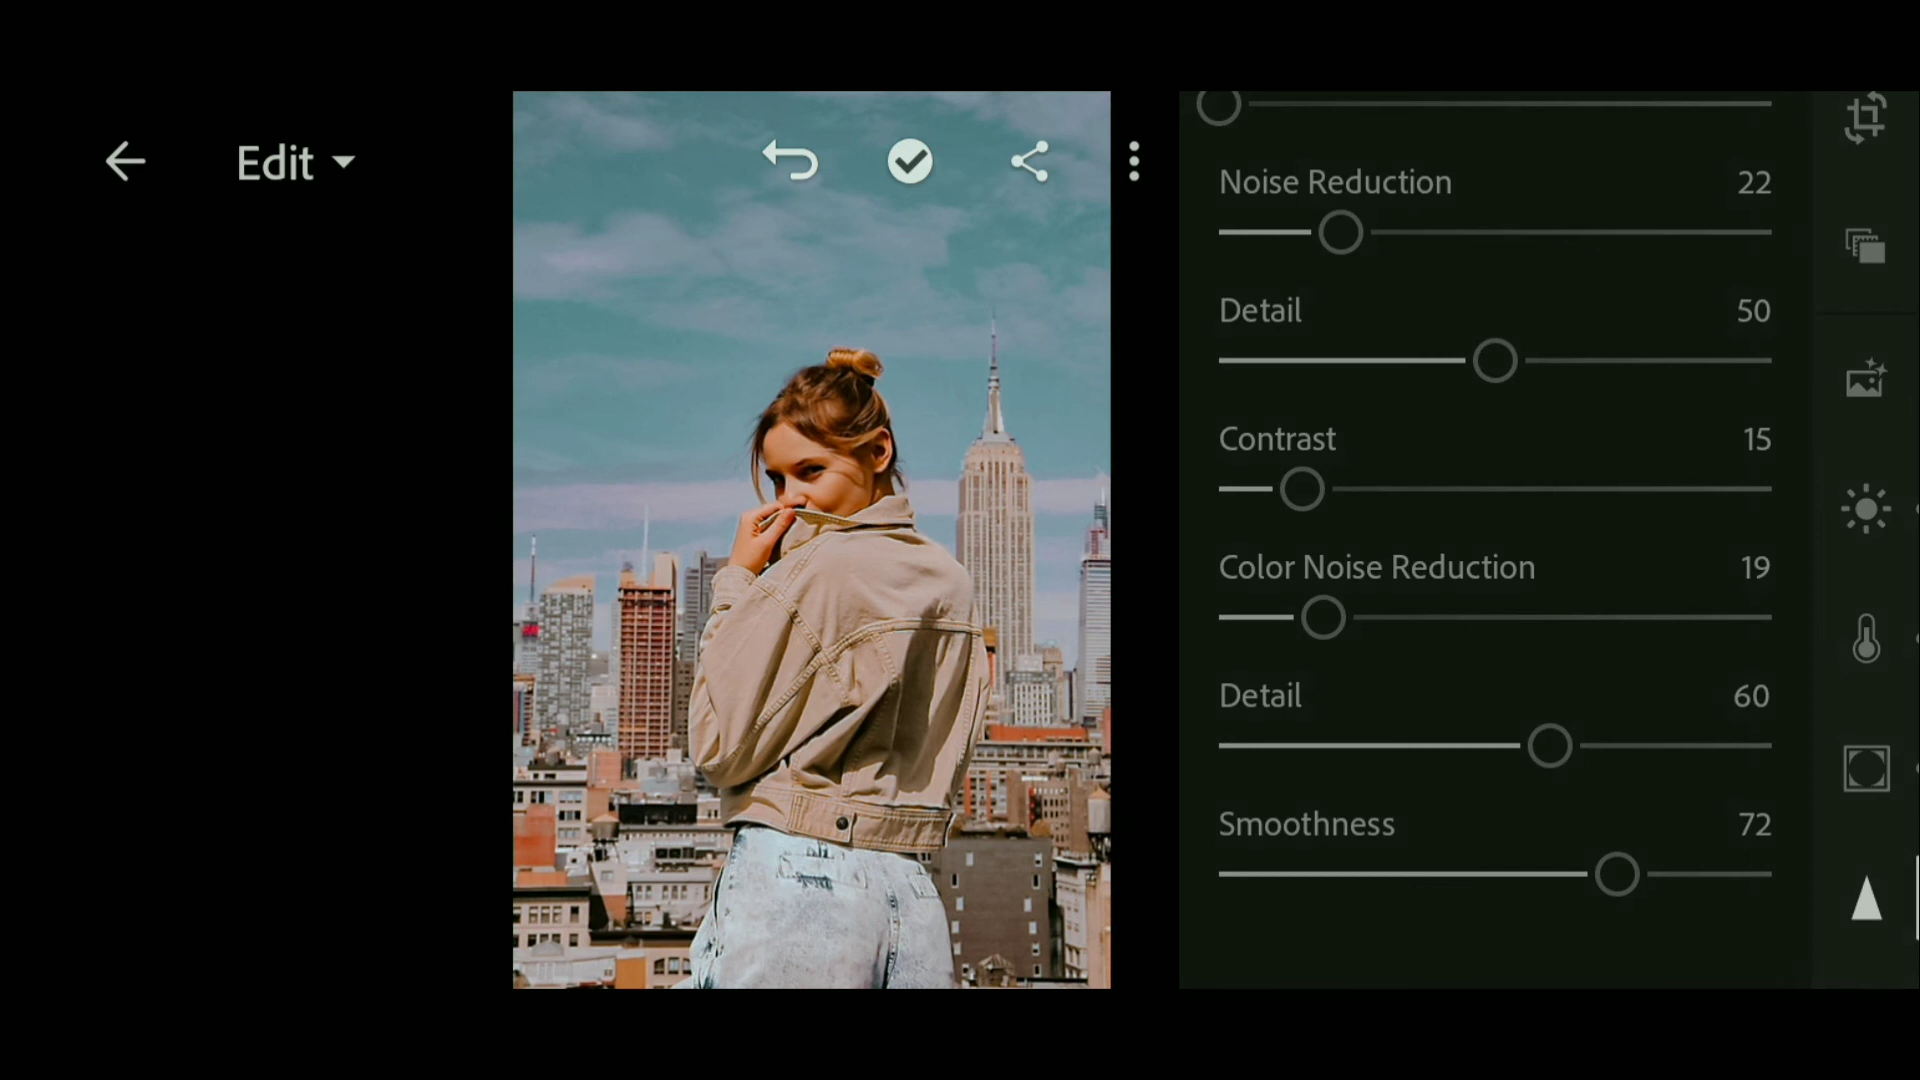 Edit
Noise Reduction 22
Detail 50
Contrast 15
Color Noise Reduction 19
Detail 60
Smoothness 72